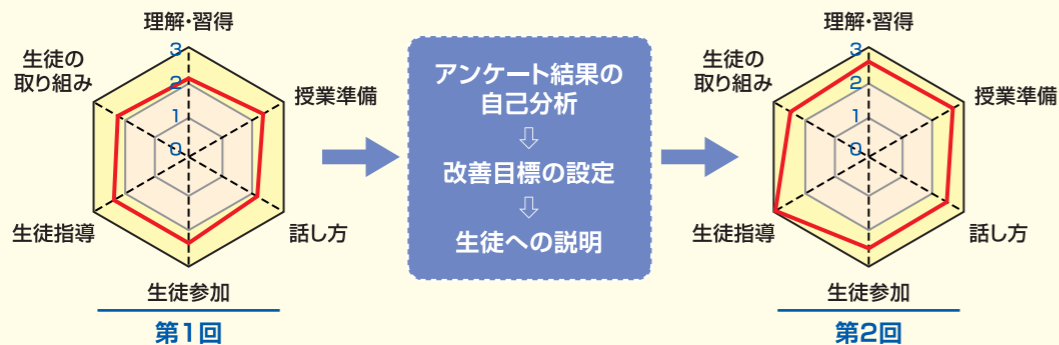 理解・習得
生徒の
取り組み
授業準備
3
2
1
0
生徒指導
話し方
生徒参加
第1回
アンケート結果の
自己分析
⇩
改善目標の設定
⇩
生徒への説明
理解・習得
生徒の
取り組み
授業準備
3
2
1
0
生徒指導
話し方
生徒参加
第2回